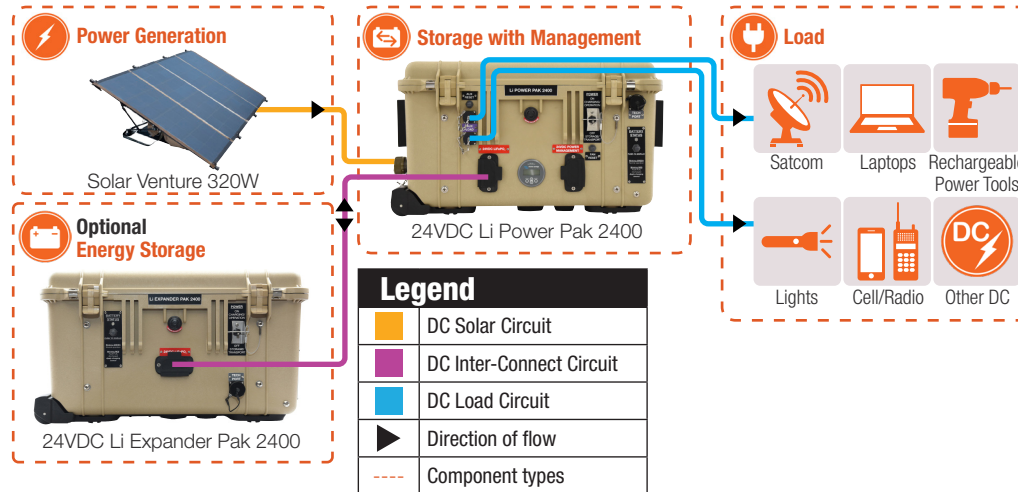 Power Generation
Solar Venture 320W
Storage with Management
Li POWER PAK 2400
24VDC Li Power Pak 2400
Load
Satcom
Laptops
Rechargeable
Power Tools
Lights
Cell/Radio
DC
Other DC
Optional
Energy Storage
Li EXPANDER PAK 2400
24VDC Li Expander Pak 2400
Legend
DC Solar Circuit
DC Inter-Connect Circuit
DC Load Circuit
Direction of flow
Component types